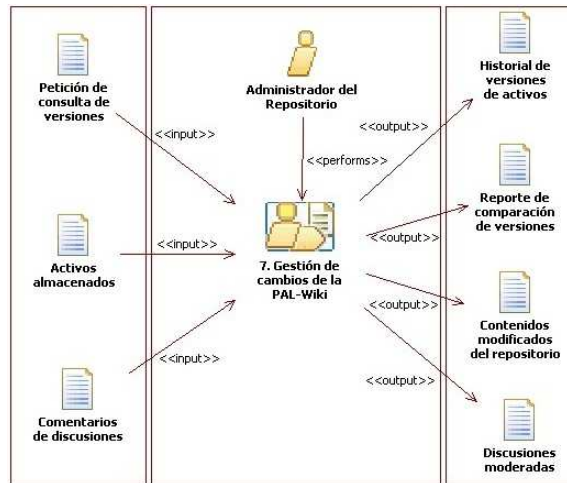 Petición de
consulta de
versiones
<<input>>
Activos
almacenados
<<input>>
Comentarios
de discusiones
<<input>>
Administrador del
Repositorio
<<performs>>
7. Gestión de
cambios de la
PAL-Wiki
<<output>>
Historial de
versiones
de activos
<<output>>
Reporte de
comparación
de versiones
<<output>>
Contenidos
modificados
del repositorio
<<output>>
Discusiones
moderadas